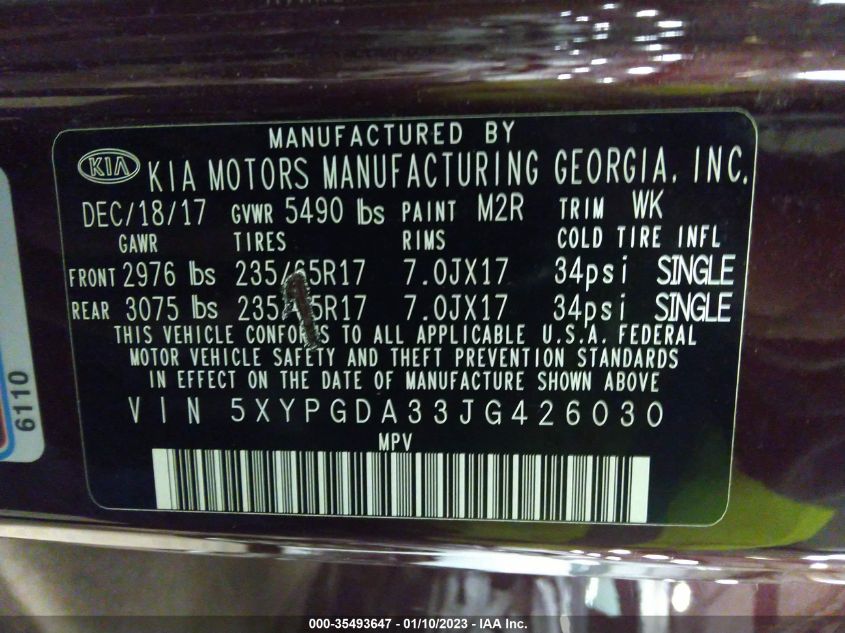 MANUFACTURED BY
KIA KIA MOTORS MANUFACTURING GEORGIA, INC.
DEC/18/17 GVWR 5490 lbs PAINT M2R TRIM WK
GAWR TIRES RIMS COLD TIRE INFL
FRONT 2976 lbs 235/65R17 7.0JX17 34psi SINGLE
REAR 3075 lbs 7.0JX17 34psi SINGLE
THIS VEHICLE CONFORMS TO ALL APPLICABLE U.S.A. FEDERAL
MOTOR VEHICLE SAFETY AND THEFT PREVENTION STANDARDS
IN EFFECT ON THE DATE OF MANUFACTURE SHOWN ABOVE
VIN 5XYPGDA33JG426030
MPV
6110
000-35493647 - 01/10/2023 - IAA Inc.